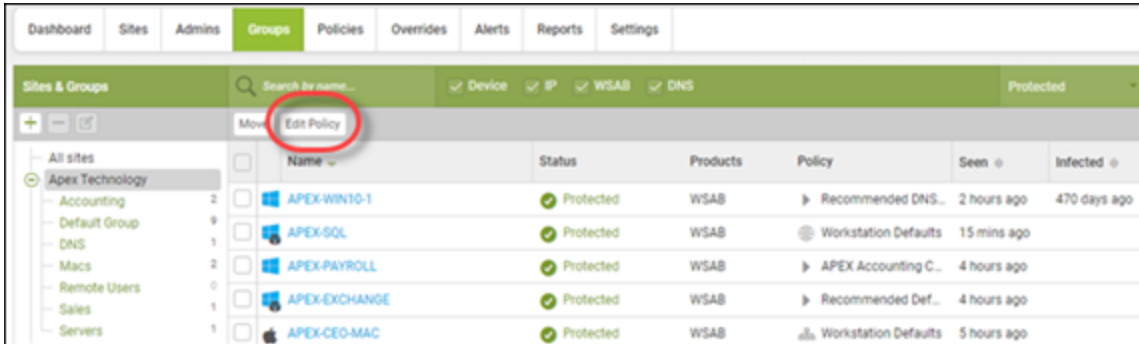 Dashboard Sites Admins Groups Policies Overrides Alerts Reports Settings
Sites & Groups Search by name... Device IP WSAB DNS Protected
Move Edit Policy
All sites
Apex Technology
Accounting 2
Default Group 9
DNS 1
Macs 2
Remote Users 0
Sales 1
Servers 1
Name Status Products Policy Seen Infected
APEX-WIN10-1 Protected WSAB Recommended DNS... 2 hours ago 470 days ago
APEX-SQL Protected WSAB Workstation Defaults 15 mins ago
APEX-PAYROLL Protected WSAB APEX Accounting C... 4 hours ago
APEX-EXCHANGE Protected WSAB Recommended Def... 4 hours ago
APEX-CEO-MAC Protected WSAB Workstation Defaults 5 hours ago